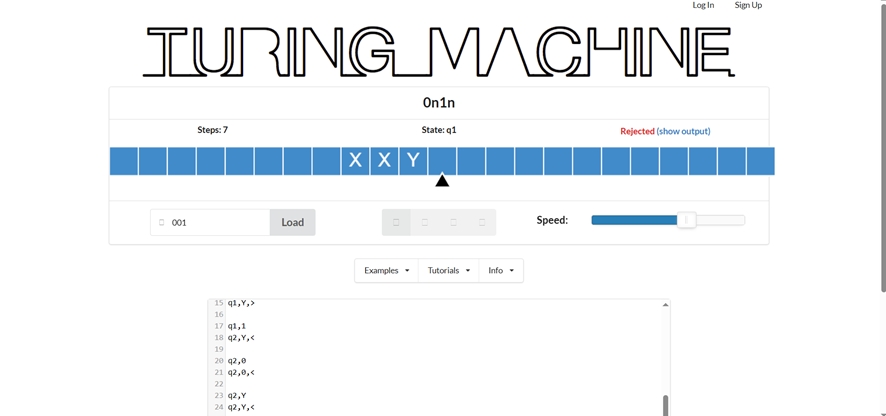 Log In Sign Up
TURING MACHINE
0n1n
Steps: 7 State: q1 Rejected (show output)
X X Y
001 Load Speed:
Examples Tutorials Info
15 q1,Y,>
16
17 q1,1
18 q2,Y,<
19
20 q2,0
21 q2,0,<
22
23 q2,Y
24 q2,Y,<